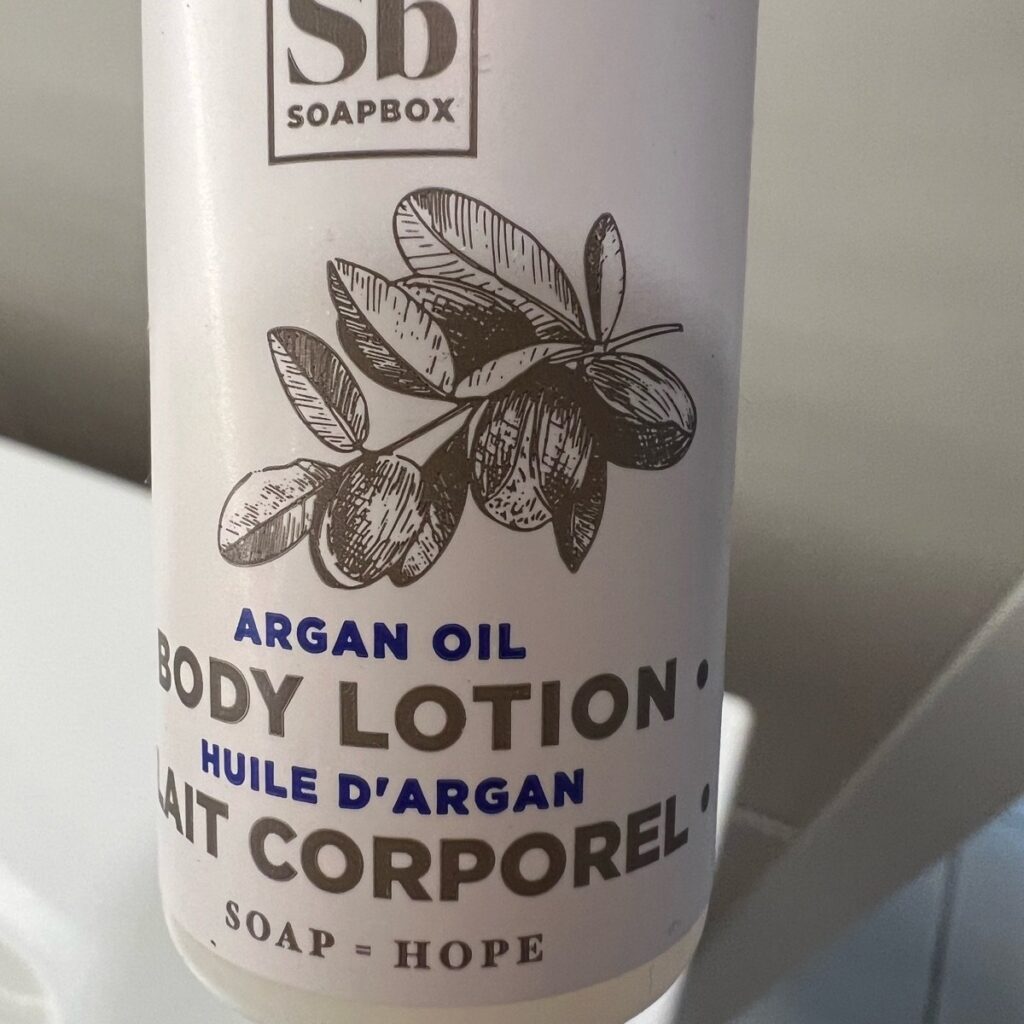 Sb
SOAPBOX
ARGAN OIL
BODY LOTION •
HUILE D'ARGAN
LAIT CORPOREL •
SOAP = HOPE